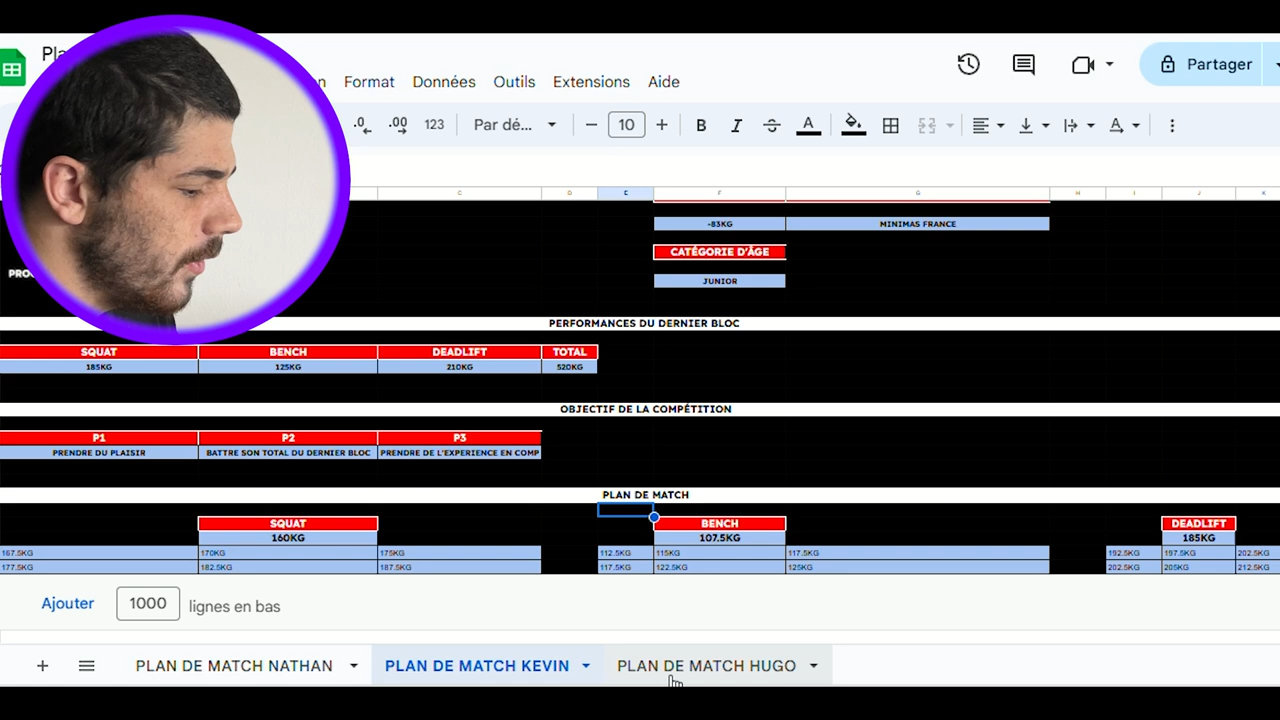 Pla
n Format Données Outils Extensions Aide Partager
.0 .00 123 Par dé... 10 B I A
C D E F G H I J K
-83KG MINIMAS FRANCE
CATÉGORIE D'ÂGE
PRO
JUNIOR
PERFORMANCES DU DERNIER BLOC
SQUAT BENCH DEADLIFT TOTAL
185KG 125KG 210KG 520KG
OBJECTIF DE LA COMPÉTITION
P1 P2 P3
PRENDRE DU PLAISIR BATTRE SON TOTAL DU DERNIER BLOC PRENDRE DE L'EXPERIENCE EN COMP
PLAN DE MATCH
SQUAT BENCH DEADLIFT
160KG 107.5KG 185KG
167.5KG 170KG 175KG 112.5KG 115KG 117.5KG 192.5KG 197.5KG 202.5KG
177.5KG 182.5KG 187.5KG 117.5KG 122.5KG 125KG 202.5KG 205KG 212.5KG
Ajouter 1000 lignes en bas
+ PLAN DE MATCH NATHAN PLAN DE MATCH KEVIN PLAN DE MATCH HUGO